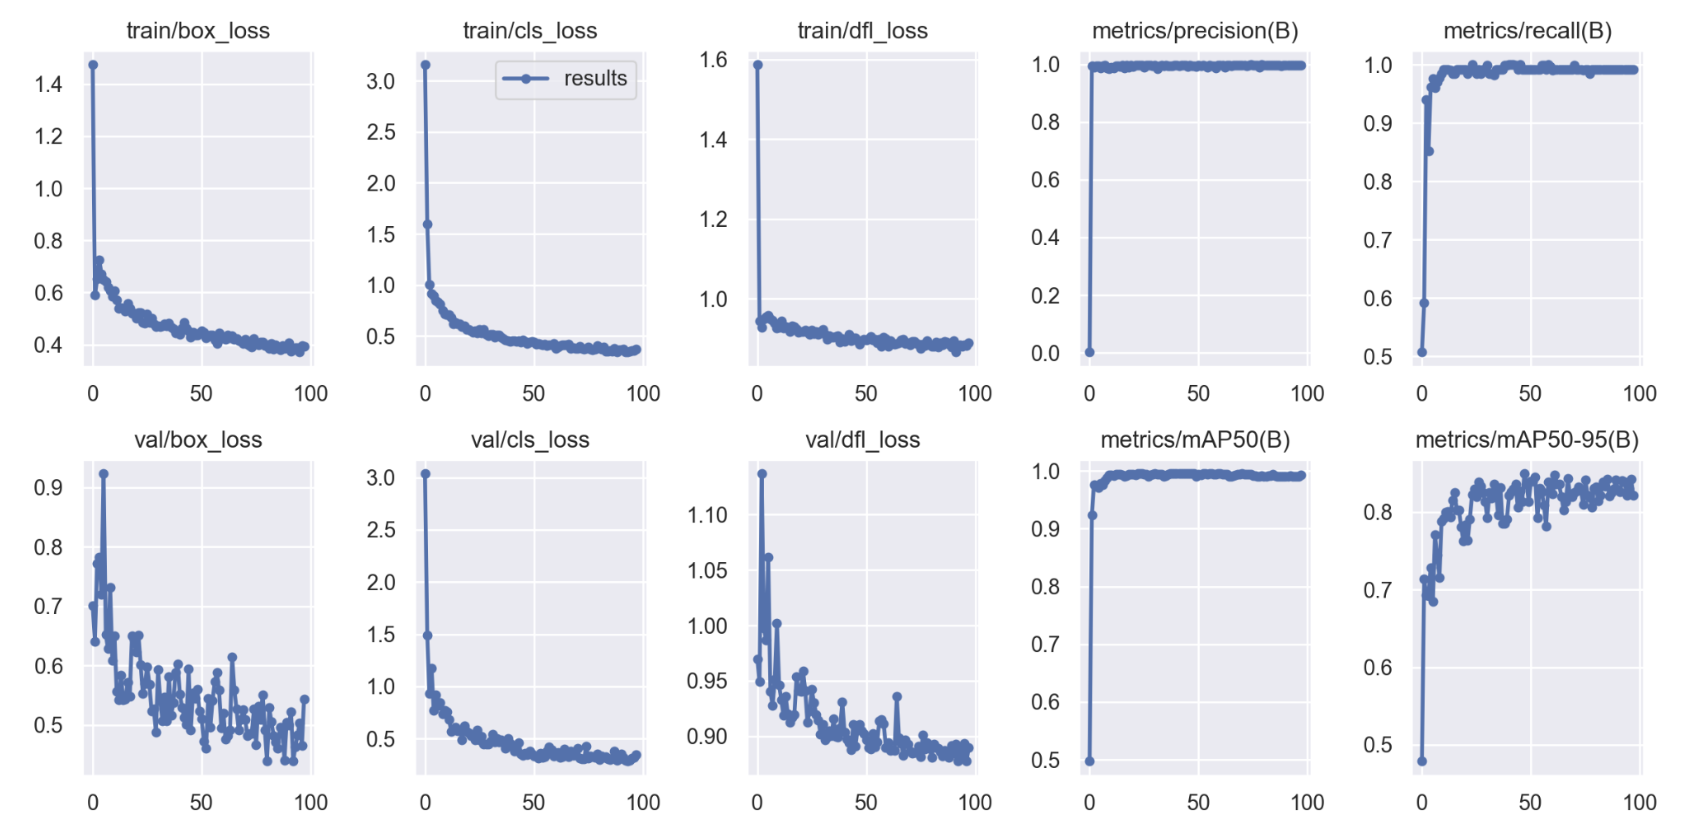 train/box_loss
1.4
1.2
1.0
0.8
0.6
0.4
0 50 100
train/cls_loss
results
3.0
2.5
2.0
1.5
1.0
0.5
0 50 100
train/dfl_loss
1.6
1.4
1.2
1.0
0 50 100
metrics/precision(B)
1.0
0.8
0.6
0.4
0.2
0.0
0 50 100
metrics/recall(B)
1.0
0.9
0.8
0.7
0.6
0.5
0 50 100
val/box_loss
0.9
0.8
0.7
0.6
0.5
0 50 100
val/cls_loss
3.0
2.5
2.0
1.5
1.0
0.5
0 50 100
val/dfl_loss
1.10
1.05
1.00
0.95
0.90
0 50 100
metrics/mAP50(B)
1.0
0.9
0.8
0.7
0.6
0.5
0 50 100
metrics/mAP50-95(B)
0.8
0.7
0.6
0.5
0 50 100